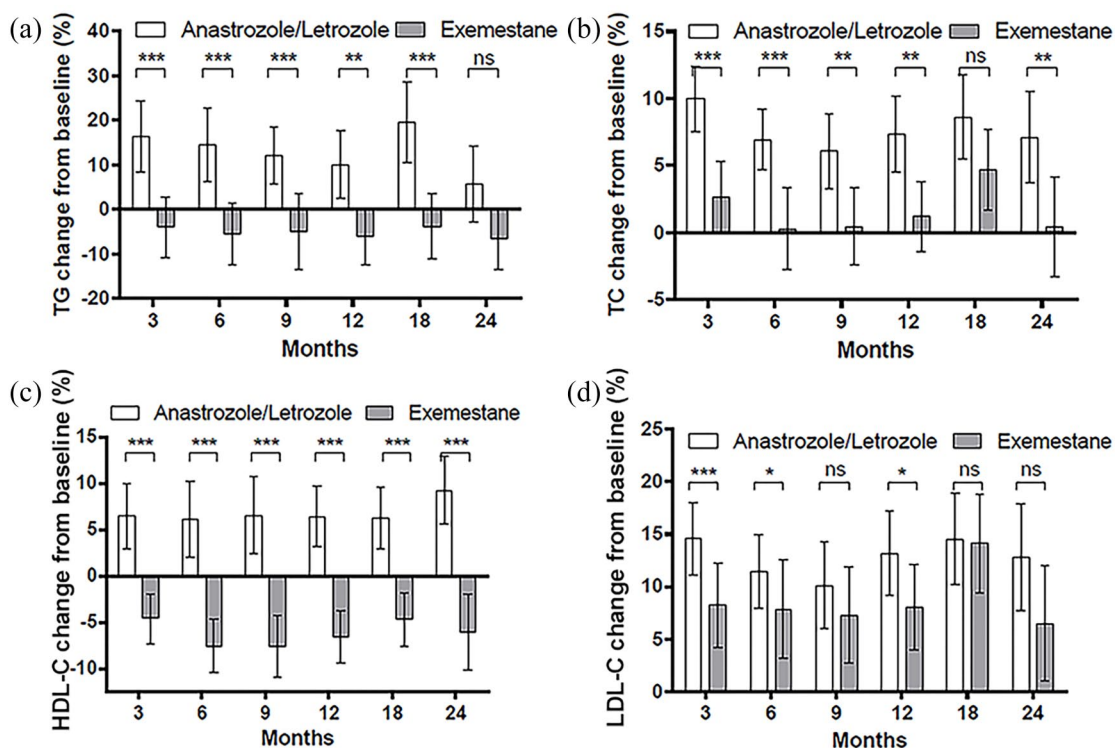 (a)
TG change from baseline (%)
Anastrozole/Letrozole Exemestane
40
30
20
10
0
-10
-20
*** *** *** ** *** ns
3 6 9 12 18 24
Months
(b)
TC change from baseline (%)
Anastrozole/Letrozole Exemestane
15
10
5
0
-5
*** *** ** ** ns **
3 6 9 12 18 24
Months
(c)
HDL-C change from baseline (%)
Anastrozole/Letrozole Exemestane
15
10
5
0
-5
-10
*** *** *** *** *** ***
3 6 9 12 18 24
Months
(d)
LDL-C change from baseline (%)
25
Anastrozole/Letrozole Exemestane
20
15
10
5
0
*** * ns * ns ns
3 6 9 12 18 24
Months